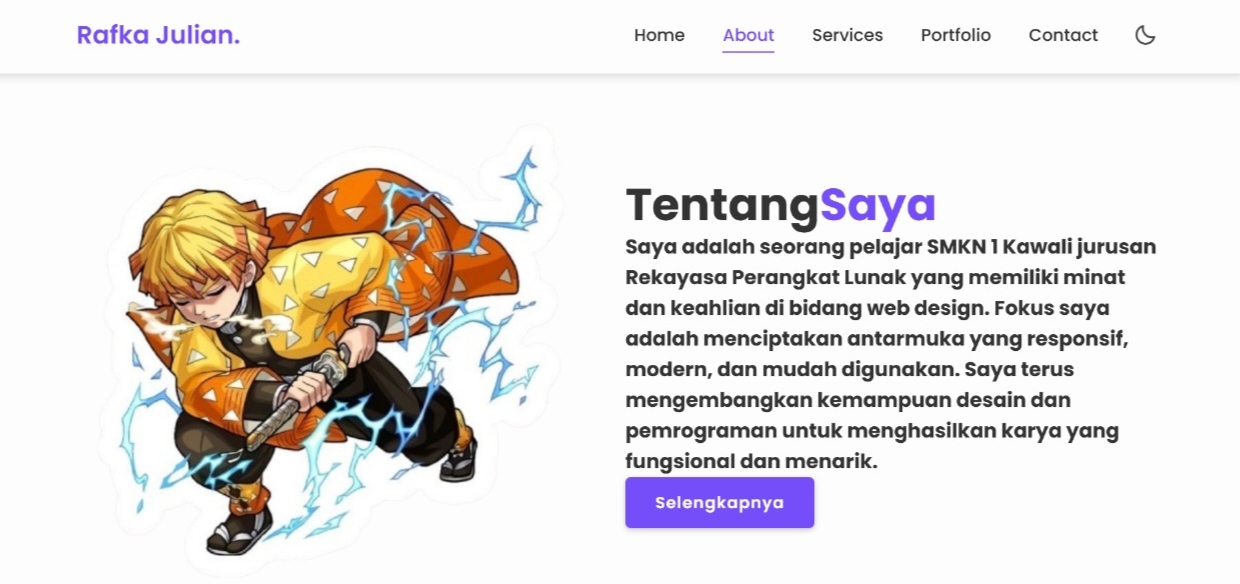 Rafka Julian.
Home About Services Portfolio Contact
TentangSaya
Saya adalah seorang pelajar SMKN 1 Kawali jurusan
Rekayasa Perangkat Lunak yang memiliki minat
dan keahlian di bidang web design. Fokus saya
adalah menciptakan antarmuka yang responsif,
modern, dan mudah digunakan. Saya terus
mengembangkan kemampuan desain dan
pemrograman untuk menghasilkan karya yang
fungsional dan menarik.
Selengkapnya